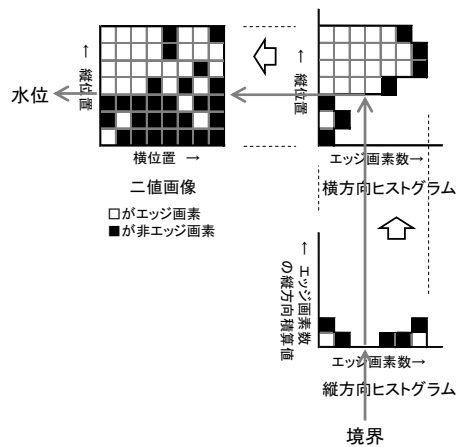 ↑
縦位置
水位
横位置 →
二値画像
□がエッジ画素
■が非エッジ画素
↑
縦位置
エッジ画素数→
横方向ヒストグラム
↑
エッジ画素数
の縦方向積算値
エッジ画素数→
縦方向ヒストグラム
境界